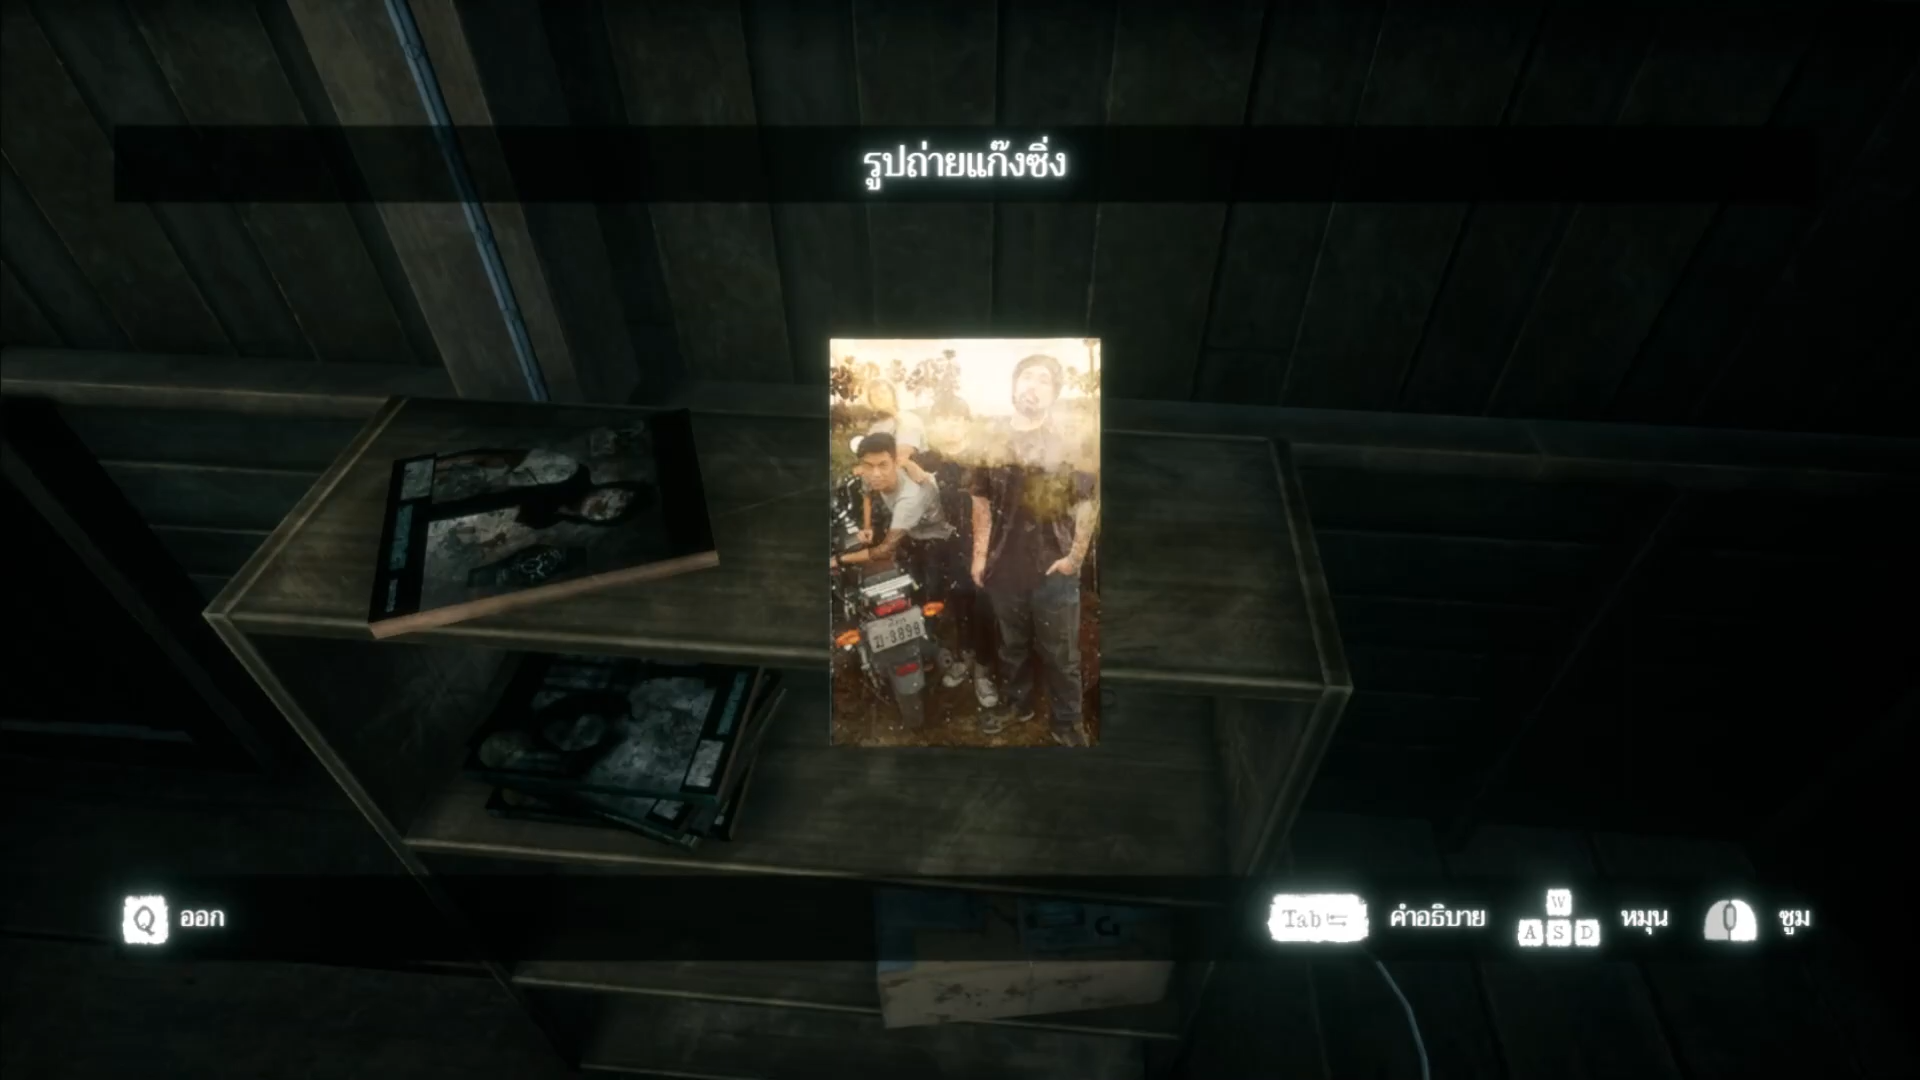 รูปถ่ายแก๊งซิ่ง
Q ออก
Tab คำอธิบาย
W
A S D หมุน
ซูม